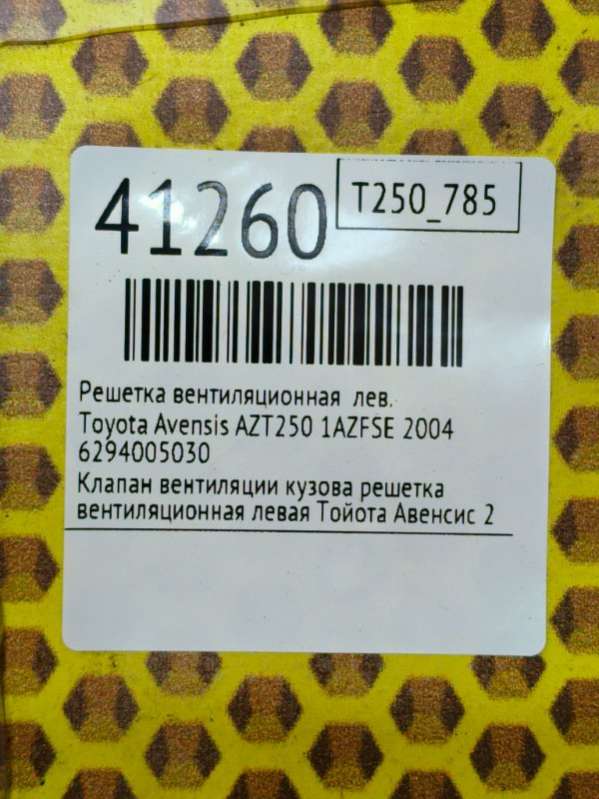 41260
T250_785
Решетка вентиляционная лев.
Toyota Avensis AZT250 1AZFSE 2004
6294005030
Клапан вентиляции кузова решетка
вентиляционная левая Тойота Авенсис 2